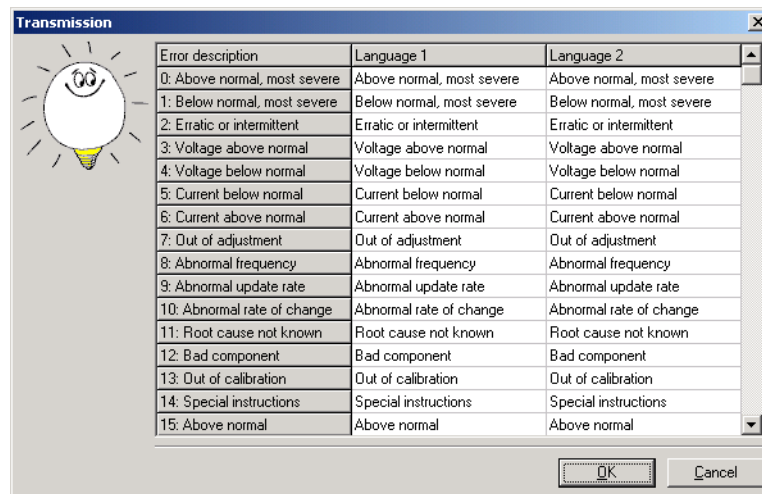 Transmission
Error description Language 1 Language 2
0: Above normal, most severe Above normal, most severe Above normal, most severe
1: Below normal, most severe Below normal, most severe Below normal, most severe
2: Erratic or intermittent Erratic or intermittent Erratic or intermittent
3: Voltage above normal Voltage above normal Voltage above normal
4: Voltage below normal Voltage below normal Voltage below normal
5: Current below normal Current below normal Current below normal
6: Current above normal Current above normal Current above normal
7: Out of adjustment Out of adjustment Out of adjustment
8: Abnormal frequency Abnormal frequency Abnormal frequency
9: Abnormal update rate Abnormal update rate Abnormal update rate
10: Abnormal rate of change Abnormal rate of change Abnormal rate of change
11: Root cause not known Root cause not known Root cause not known
12: Bad component Bad component Bad component
13: Out of calibration Out of calibration Out of calibration
14: Special instructions Special instructions Special instructions
15: Above normal Above normal Above normal
OK Cancel